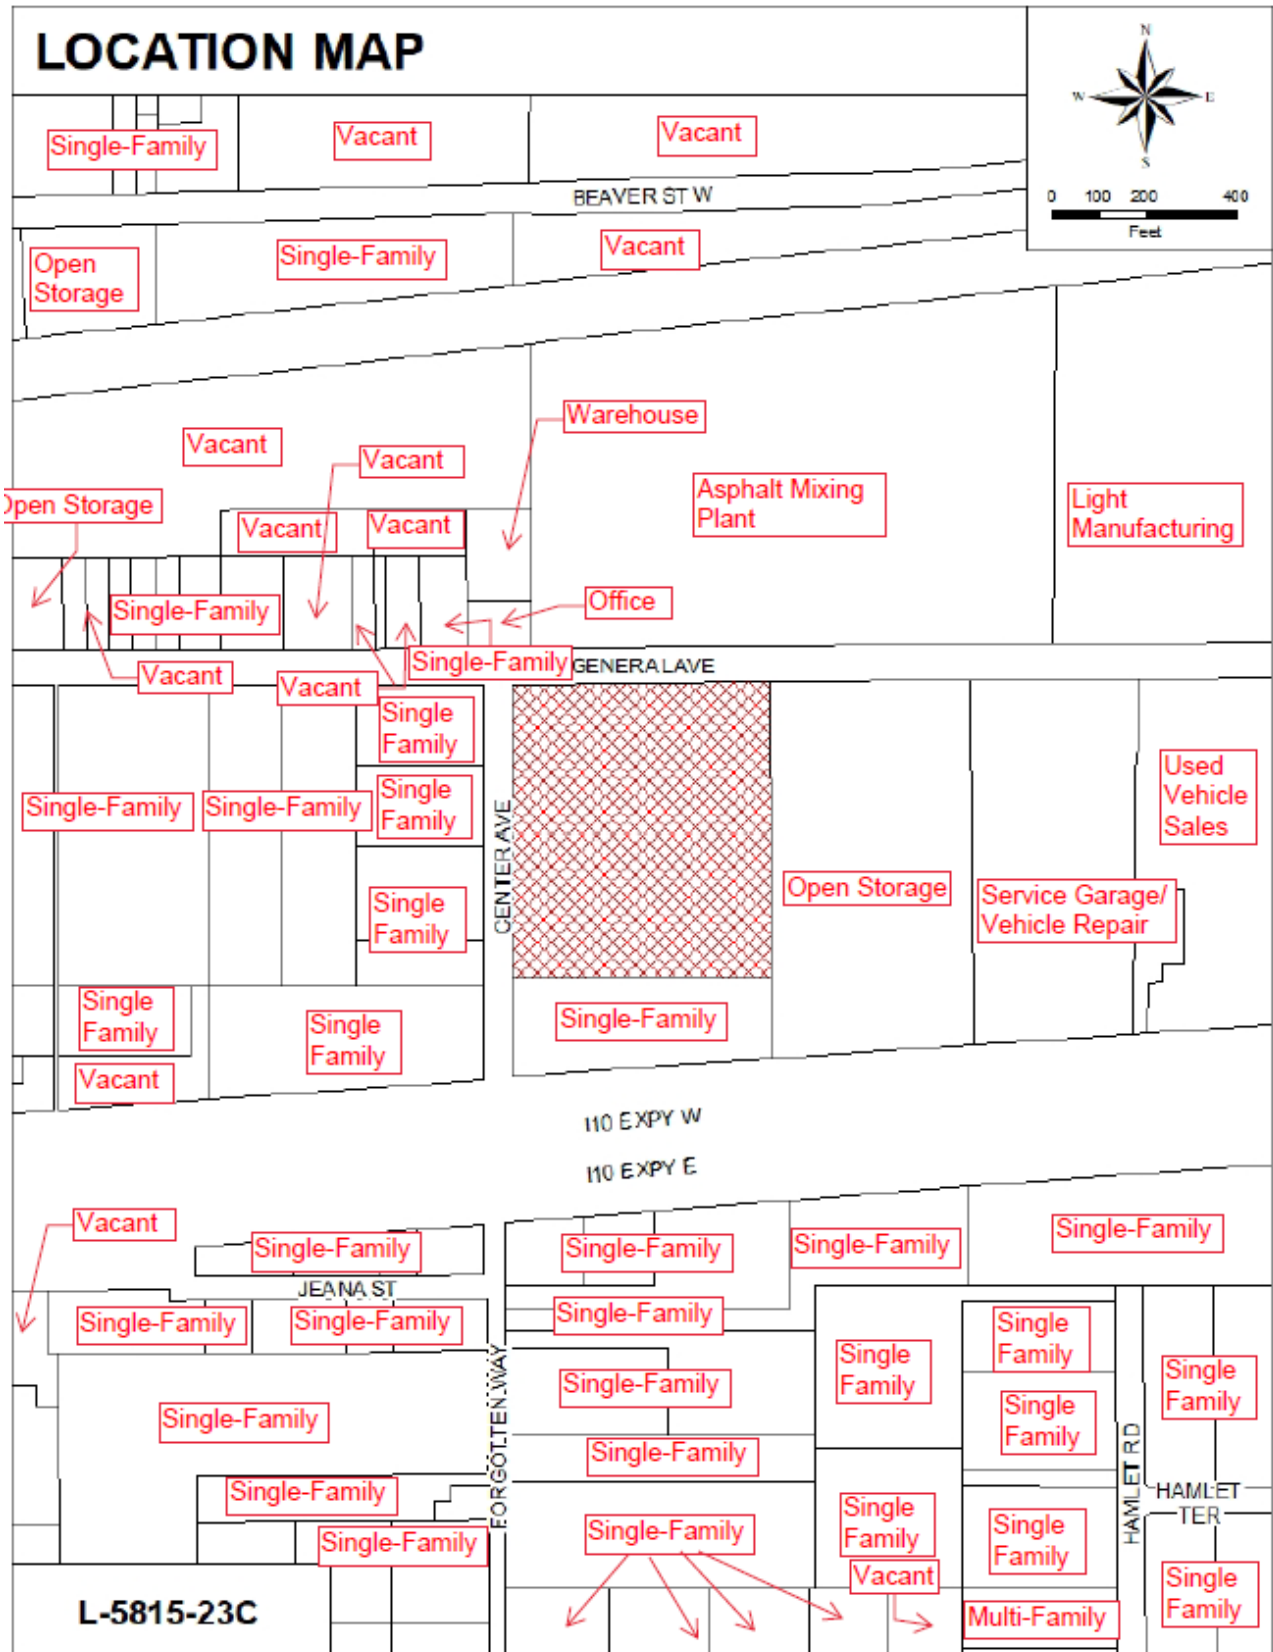 LOCATION MAP
N
W
E
S
0 100 200 400
Feet
Single-Family
Vacant
Vacant
BEAVER ST W
Open
Storage
Single-Family
Vacant
Warehouse
Vacant
Vacant
Open Storage
Vacant
Vacant
Asphalt Mixing
Plant
Light
Manufacturing
Single-Family
Office
Vacant
Vacant
Single-Family
GENERAL AVE
Single
Family
Single-Family
Single-Family
Single
Family
CENTER AVE
Used
Vehicle
Sales
Single
Family
Open Storage
Service Garage/
Vehicle Repair
Single
Family
Single
Family
Single-Family
Vacant
I10 EXPY W
I10 EXPY E
Vacant
Single-Family
Single-Family
Single-Family
Single-Family
JEANA ST
Single-Family
Single-Family
Single-Family
Single
Family
Single
Family
Single
Family
FORGOTTEN WAY
Single-Family
Single-Family
Single
Family
Single-Family
HAMLET RD
HAMLET
TER
Single-Family
Single-Family
Single-Family
Single
Family
Single
Family
Vacant
Single
Family
Multi-Family
L-5815-23C